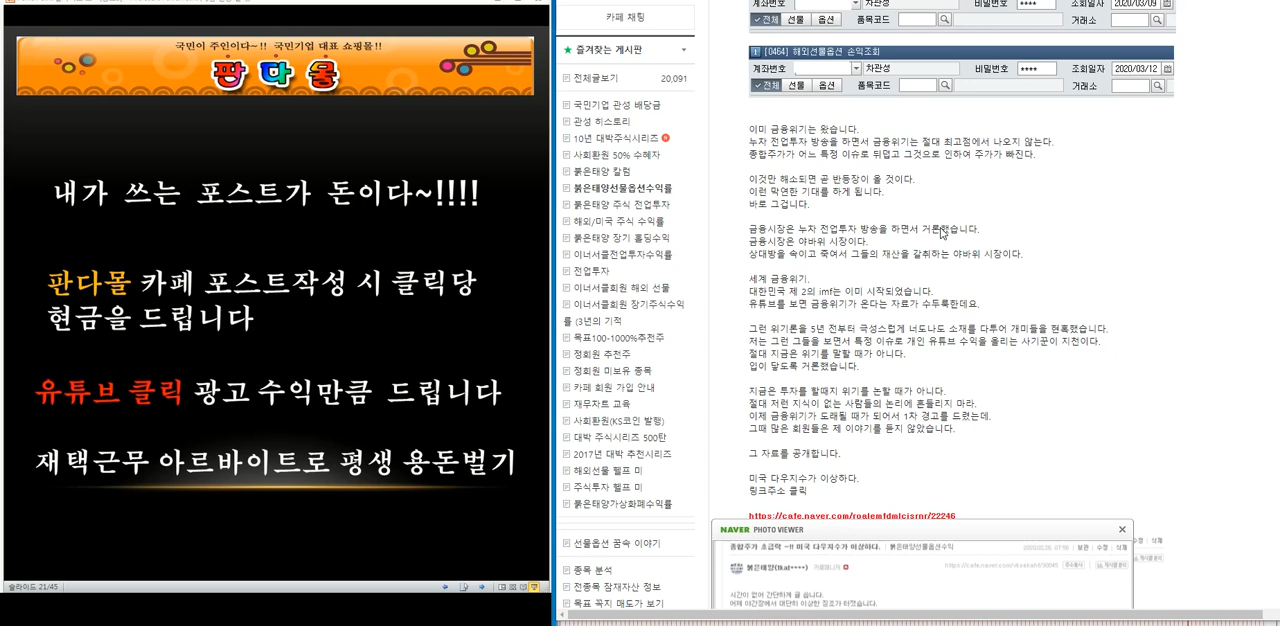 국민이 주인이다~!! 국민기업 대표 쇼핑몰!!
판다몰
내가 쓰는 포스트가 돈이다~!!!!
판다몰 카페 포스트작성 시 클릭당
현금을 드립니다
유튜브 클릭 광고 수익만큼 드립니다
재택근무 아르바이트로 평생 용돈벌기
슬라이드 21/45
카페 채팅
즐겨찾는 게시판
전체글보기 20,091
국민기업 관성 배당금
관성 히스토리
10년 대박주식시리즈
사회환원 50% 수혜자
붉은태양 칼럼
붉은태양선물옵션수익률
붉은태양 주식 전업투자
해외/미국 주식 수익률
붉은태양 장기 홀딩수익
이너서클전업투자수익률
전업투자
이너서클회원 해외 선물
이너서클회원 장기주식수익
률 (3년의 기적
목표100-1000%추천주
정회원 추천주
정회원 미보유 종목
카페 회원 가입 안내
재무차트 교육
사회환원(KS코인 발행)
대박 주식시리즈 500탄
2017년 대박 추천시리즈
해외선물 헬프 미
주식투자 헬프 미
붉은태양가상화폐수익률
선물옵션 꿈속 이야기
종목 분석
전종목 잠재자산 정보
목표 꼭지 매도가 보기
계좌번호 차관성 비밀번호 **** 조회일자 2020/03/09
전체 선물 옵션 품목코드 거래소
[0464] 해외선물옵션 손익조회
계좌번호 차관성 비밀번호 **** 조회일자 2020/03/12
전체 선물 옵션 품목코드 거래소
이미 금융위기는 왔습니다.
누자 전업투자 방송을 하면서 금융위기는 절대 최고점에서 나오지 않는다.
종합주가가 어느 특정 이슈로 뒤덥고 그것으로 인하여 주가가 빠진다.
이것만 해소되면 곧 반등장이 올 것이다.
이런 막연한 기대를 하게 됩니다.
바로 그겁니다.
금융시장은 누자 전업투자 방송을 하면서 거론했습니다.
금융시장은 야바위 시장이다.
상대방을 속이고 죽여서 그들의 재산을 갈취하는 야바위 시장이다.
세계 금융위기.
대한민국 제 2의 imf는 이미 시작되었습니다.
유튜브를 보면 금융위기가 온다는 자료가 수두룩한데요.
그런 위기론을 5년 전부터 극성스럽게 너도나도 소재를 다투어 개미들을 현혹했습니다.
저는 그런 그들을 보면서 특정 이슈로 개인 유튜브 수익을 올리는 사기꾼이 지천이다.
절대 지금은 위기를 말할 때가 아니다.
입이 닿도록 거론했습니다.
지금은 투자를 할때지 위기를 논할 때가 아니다.
절대 저런 지식이 없는 사람들의 논리에 흔들리지 마라.
이제 금융위기가 도래될 때가 되어서 1차 경고를 드렸는데.
그때 많은 회원들은 제 이야기를 듣지 않았습니다.
그 자료를 공개합니다.
미국 다우지수가 이상하다.
링크주소 클릭
https://cafe.naver.com/roalemfdmlcjsrnr/22246
NAVER PHOTO VIEWER
종합주가 초급락 ~!! 미국 다우지수가 이상하다. 붉은태양선물옵션수익
수정 삭제
붉은태양(tkat****)
시간이 없어 간단하게 글 씁니다.
어제 야간장에서 대단히 이상한 징조가 터졌습니다.